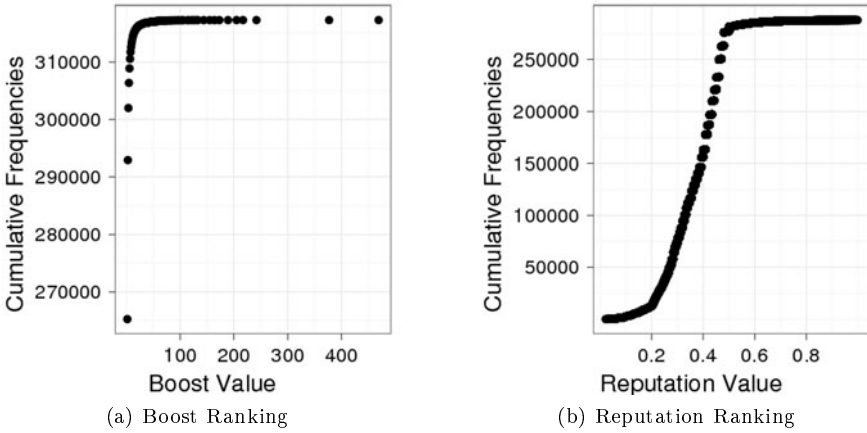 Cumulative Frequencies
310000
300000
290000
280000
270000
100 200 300 400
Boost Value
(a) Boost Ranking
Cumulative Frequencies
250000
200000
150000
100000
50000
0.2 0.4 0.6 0.8
Reputation Value
(b) Reputation Ranking